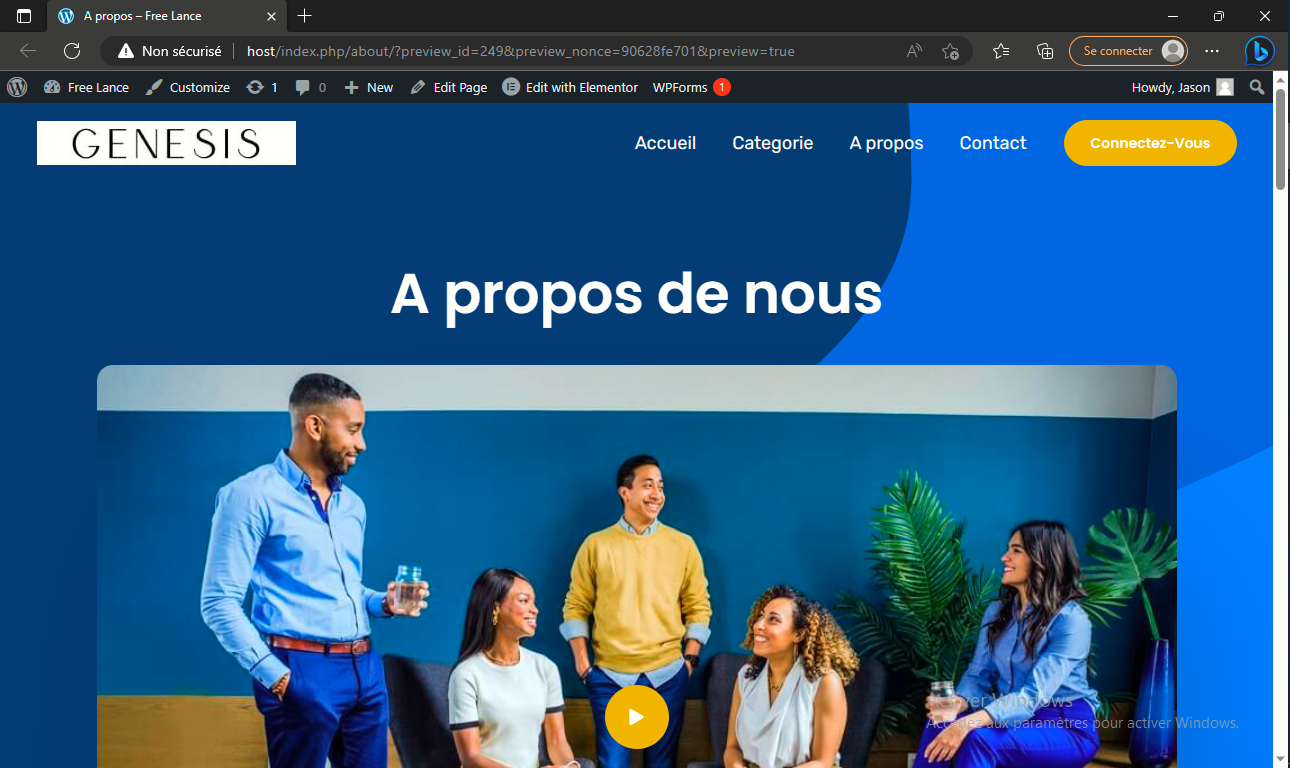 A propos – Free Lance
Non sécurisé host/index.php/about/?preview_id=249&preview_nonce=90628fe701&preview=true Se connecter
Free Lance Customize 1 0 New Edit Page Edit with Elementor WPForms 1 Howdy, Jason
GENESIS Accueil Categorie A propos Contact Connectez-Vous
A propos de nous
Activer Windows
Accédez aux paramètres pour activer Windows.